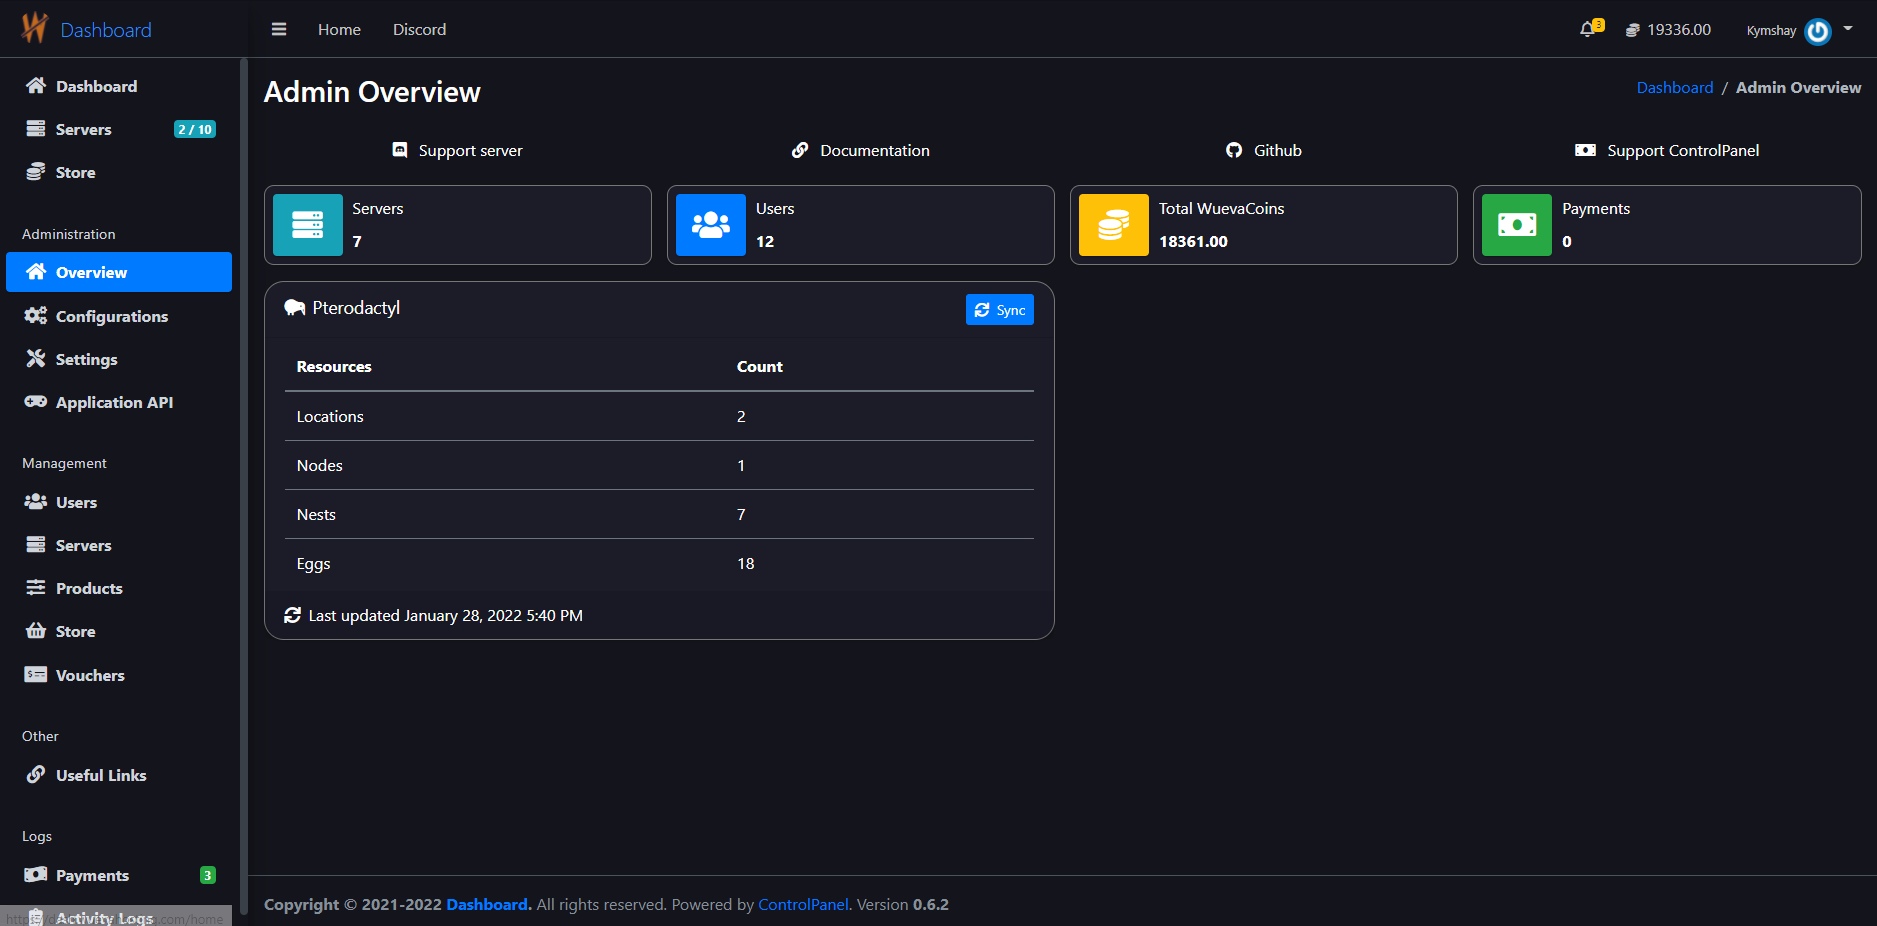 Dashboard
Home
Discord
3
19336.00
Kymshay
Dashboard
Servers
2 / 10
Store
Administration
Overview
Configurations
Settings
Application API
Management
Users
Servers
Products
Store
Vouchers
Other
Useful Links
Logs
Payments
3
Activity Logs
Admin Overview
Dashboard / Admin Overview
Support server
Documentation
Github
Support ControlPanel
Servers
7
Users
12
Total WuevaCoins
18361.00
Payments
0
Pterodactyl
Sync
Resources Count
Locations 2
Nodes 1
Nests 7
Eggs 18
Last updated January 28, 2022 5:40 PM
Copyright © 2021-2022 Dashboard. All rights reserved. Powered by ControlPanel. Version 0.6.2